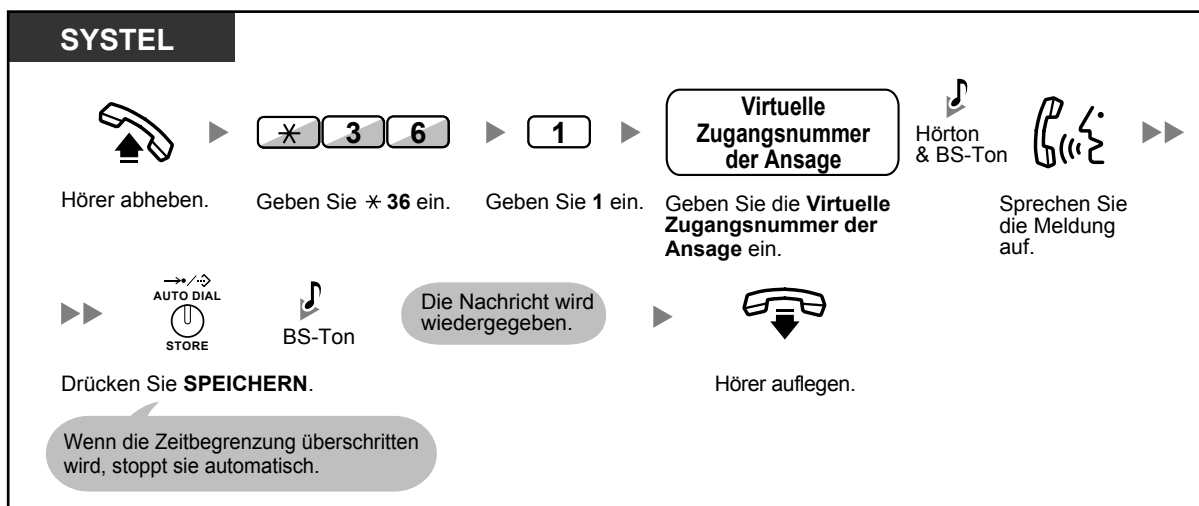 SYSTEL
* 3 6
1
Virtuelle
Zugangsnummer
der Ansage
Hörton
& BS-Ton
Hörer abheben.
Geben Sie * 36 ein.
Geben Sie 1 ein.
Geben Sie die Virtuelle
Zugangsnummer der
Ansage ein.
Sprechen Sie
die Meldung
auf.
AUTO DIAL
STORE
BS-Ton
Die Nachricht wird
wiedergegeben.
Drücken Sie SPEICHERN.
Hörer auflegen.
Wenn die Zeitbegrenzung überschritten
wird, stoppt sie automatisch.